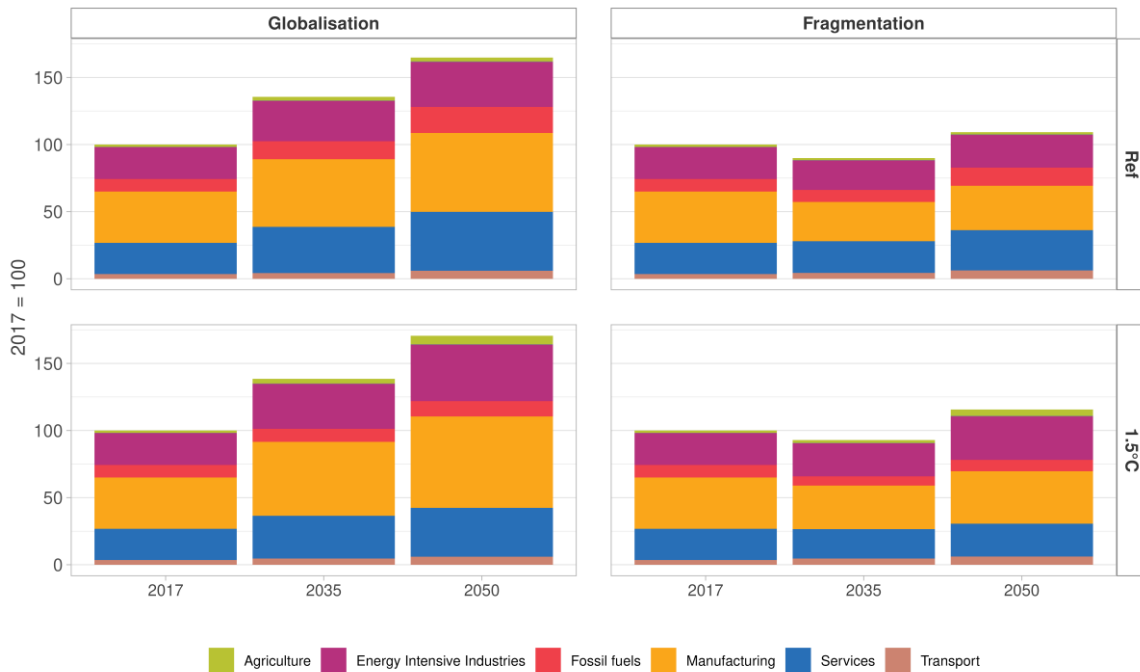 Globalisation
Fragmentation
150
100
50
0
Ref
2017 = 100
150
100
50
0
1.5°C
2017
2035
2050
2017
2035
2050
Agriculture
Energy Intensive Industries
Fossil fuels
Manufacturing
Services
Transport